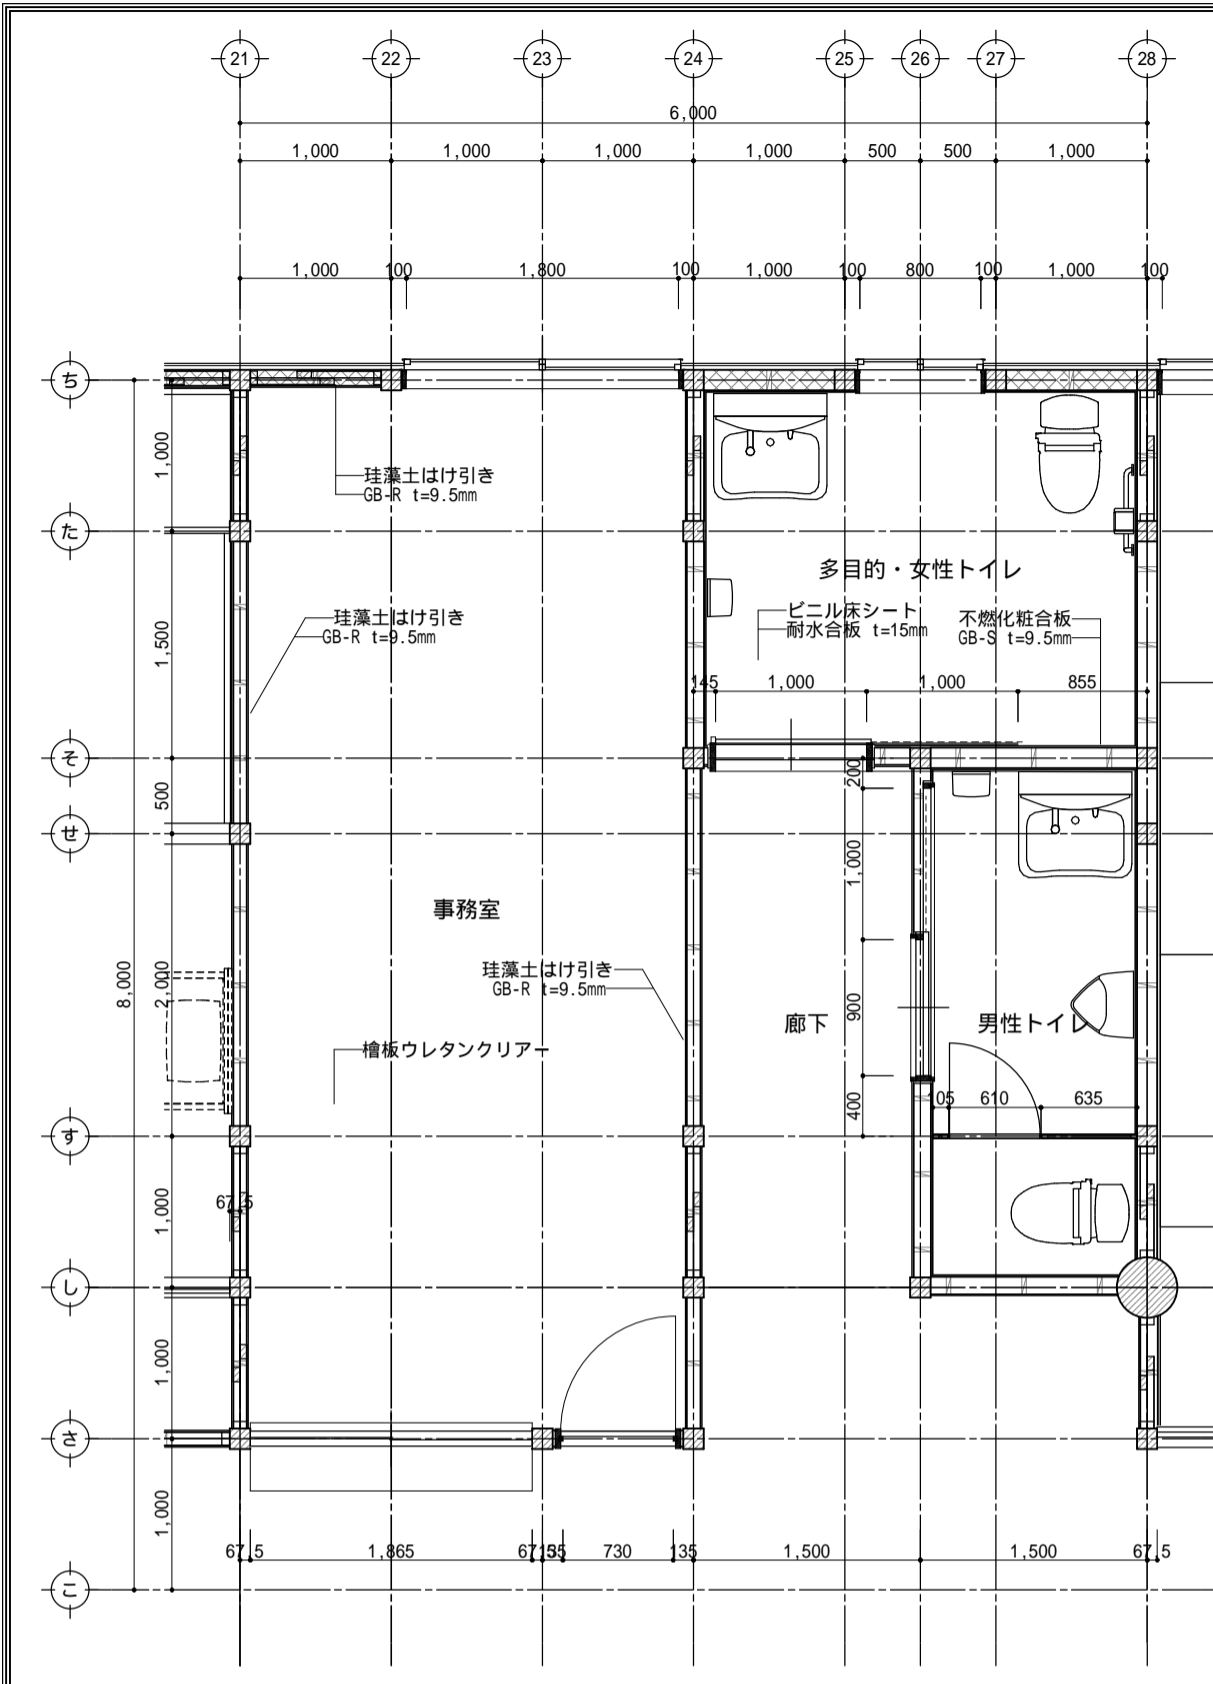 21 22 23 24 25 26 27 28
6,000
1,000 1,000 1,000 1,000 500 500 1,000
1,000 100 1,800 100 1,000 100 800 100 1,000 100
ち
1,000
珪藻土はけ引き
GB-R t=9.5mm
た
多目的・女性トイレ
珪藻土はけ引き
GB-R t=9.5mm
ビニル床シート
耐水合板 t=15mm
不燃化粧合板
GB-S t=9.5mm
1,500
145 1,000 1,000 855
そ
200
500
せ
1,000
事務室
珪藻土はけ引き
GB-R t=9.5mm
8,000
2,000
900
廊下
男性トイレ
檜板ウレタンクリアー
400
105 610 635
す
67.5
1,000
し
1,000
さ
1,000
67.5 1,865 67.5 135 730 135 1,500 1,500 67.5
こ